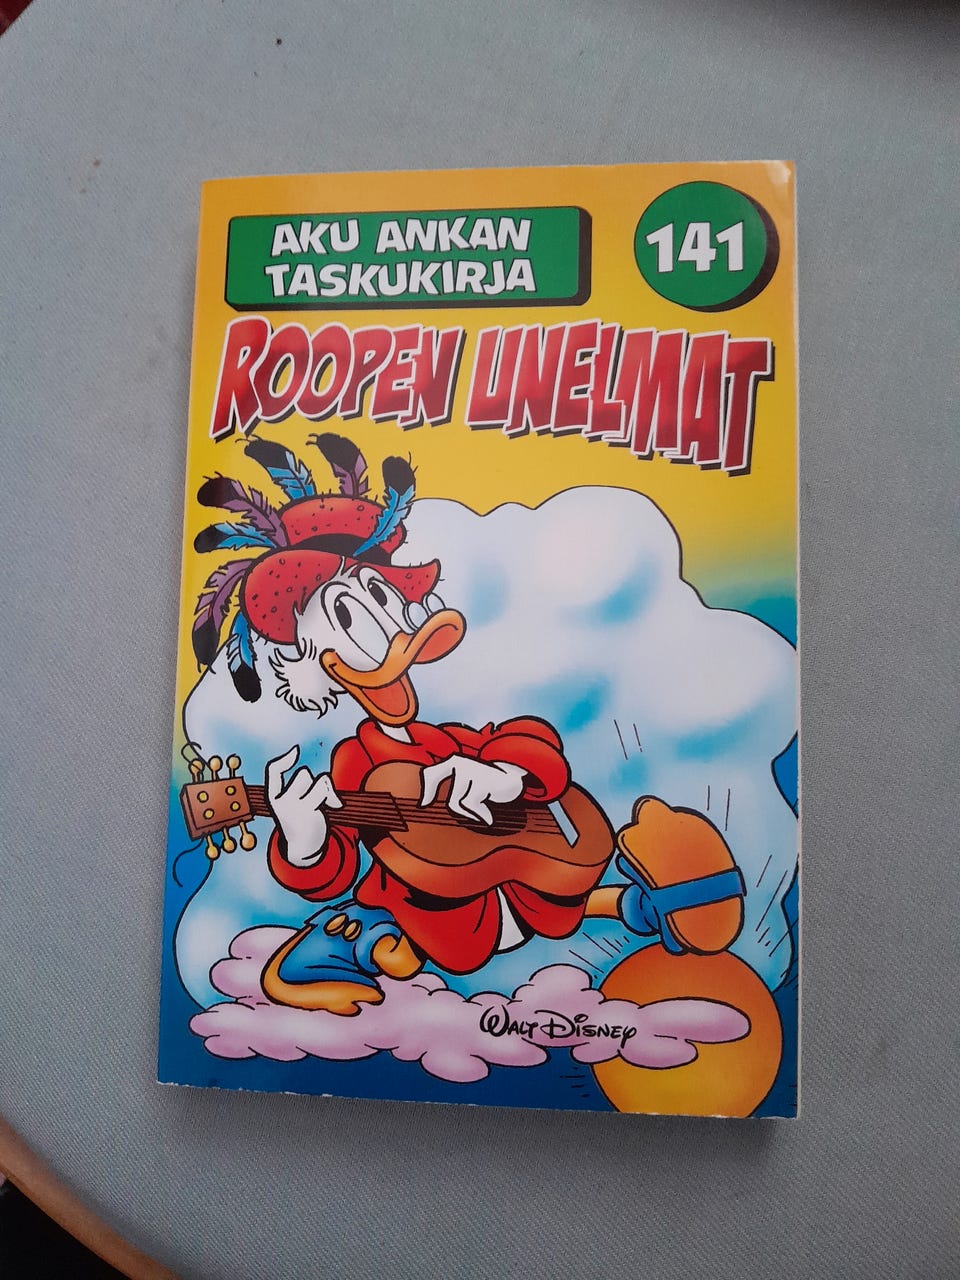 AKU ANKAN
TASKUKIRJA
141
ROOPEN UNELMAT
WALT DISNEY